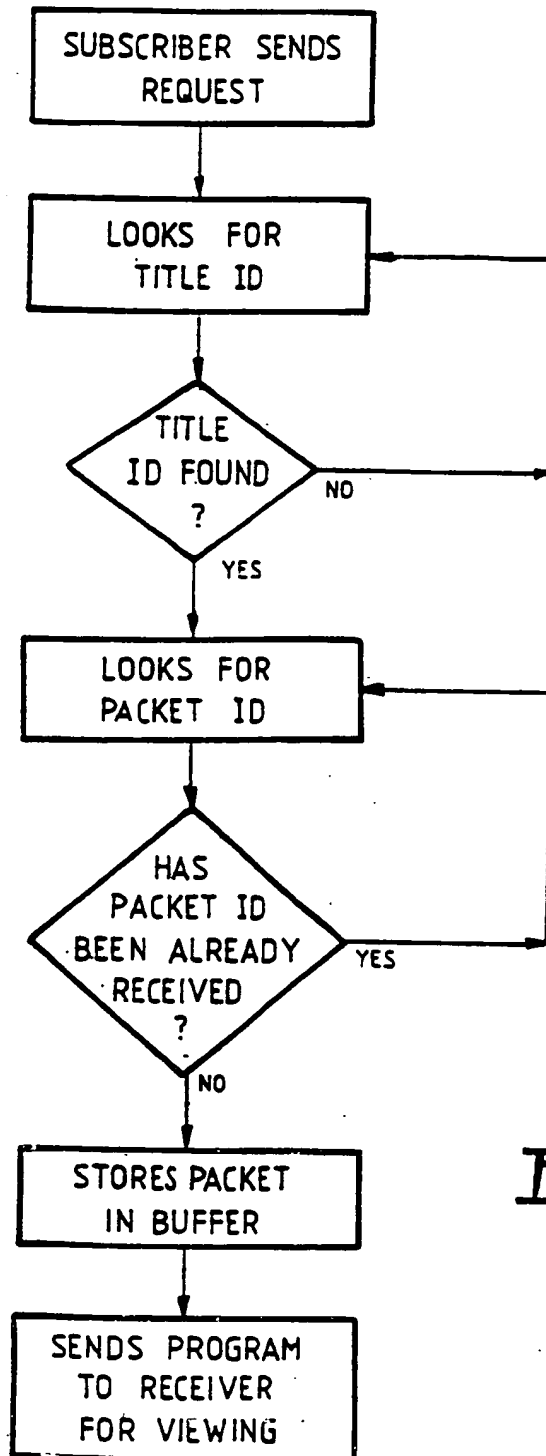 SUBSCRIBER SENDS
REQUEST
LOOKS FOR
TITLE ID
TITLE
ID FOUND
?
NO
YES
LOOKS FOR
PACKET ID
HAS
PACKET ID
BEEN ALREADY
RECEIVED
?
YES
NO
STORES PACKET
IN BUFFER
SENDS PROGRAM
TO RECEIVER
FOR VIEWING